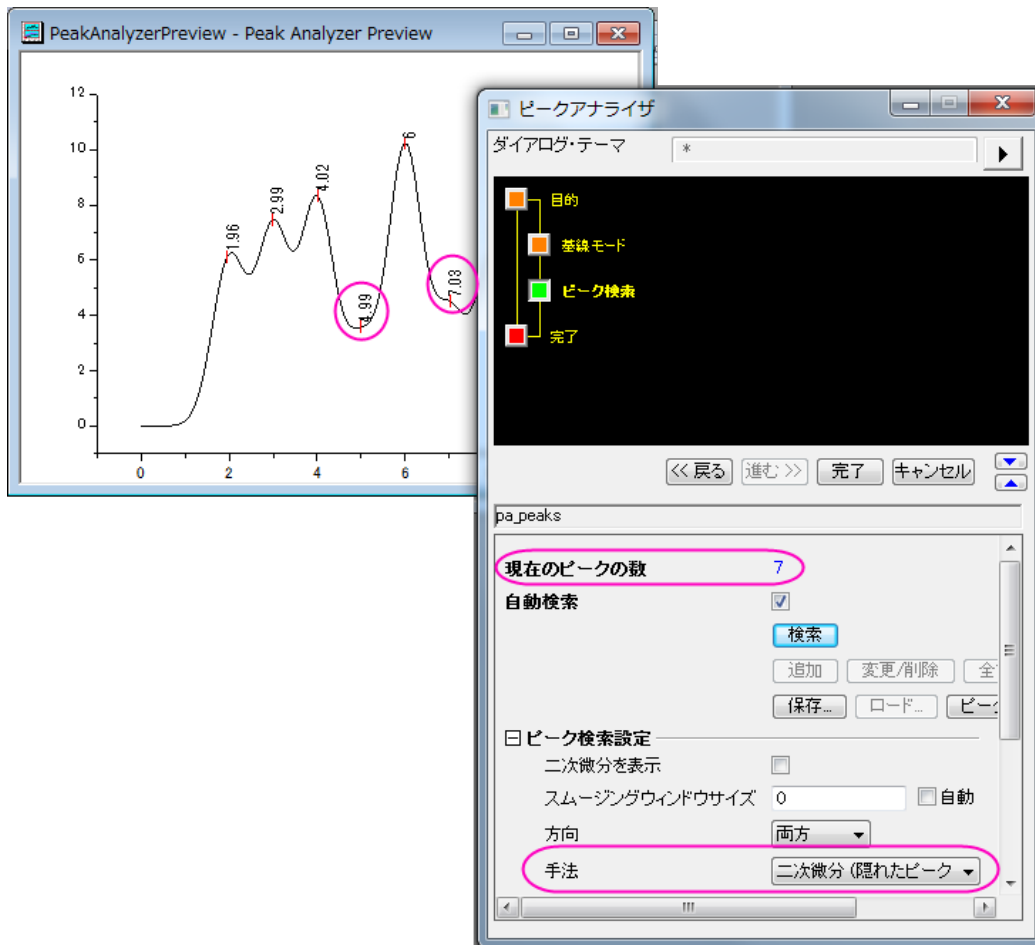 PeakAnalyzerPreview - Peak Analyzer Preview
12
10
8
6
4
2
0
0
2
4
6
1.96
2.99
4.02
4.99
6
7.03
ピークアナライザ
ダイアログ・テーマ
*
目的
基線モード
ピーク検索
完了
<< 戻る 進む >> 完了 キャンセル
pa_peaks
現在のピークの数 7
自動検索
検索
追加 変更/削除 全
保存... ロード... ピーク
ピーク検索設定
二次微分を表示
スムージングウィンドウサイズ 0 自動
方向 両方
手法 二次微分 (隠れたピーク